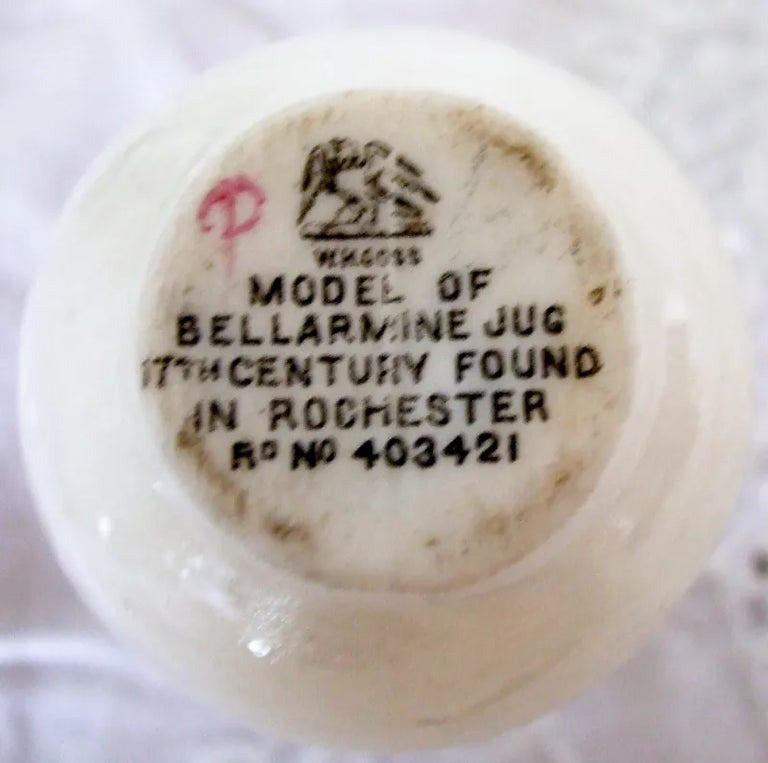 W.H.GOSS
MODEL OF
BELLARMINE JUG
17TH CENTURY FOUND
IN ROCHESTER
RD NO 403421